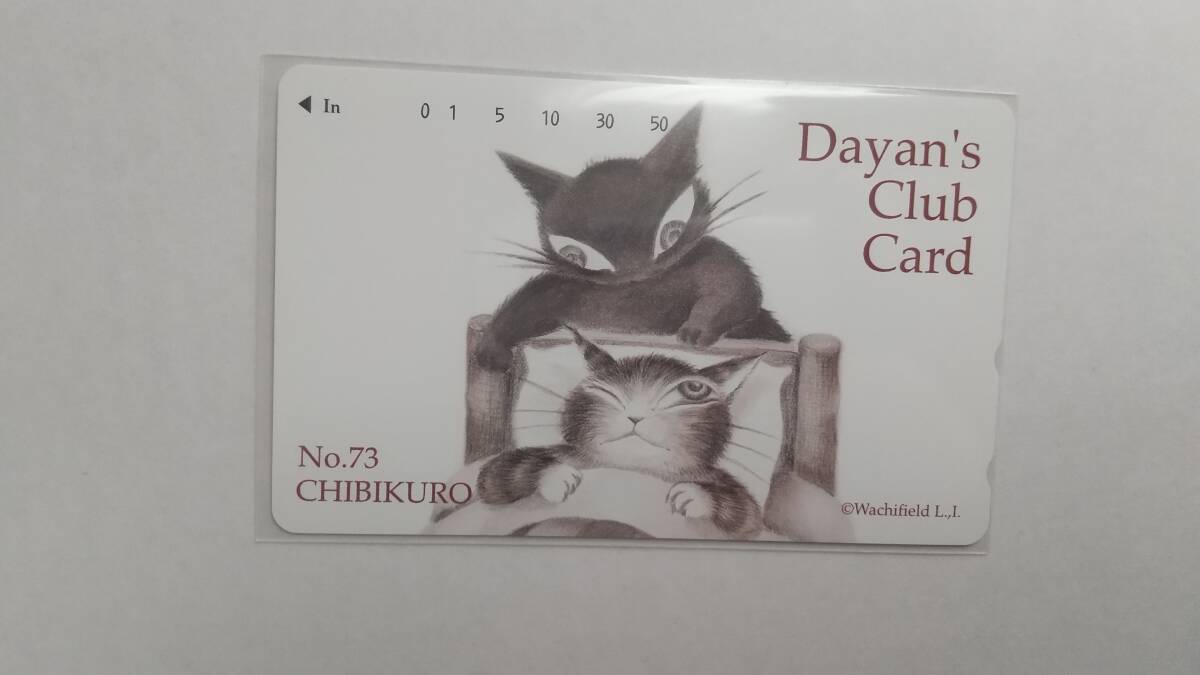 ◀ In 0 1 5 10 30 50
Dayan's
Club
Card
No.73
CHIBIKURO
©Wachifield L.,I.